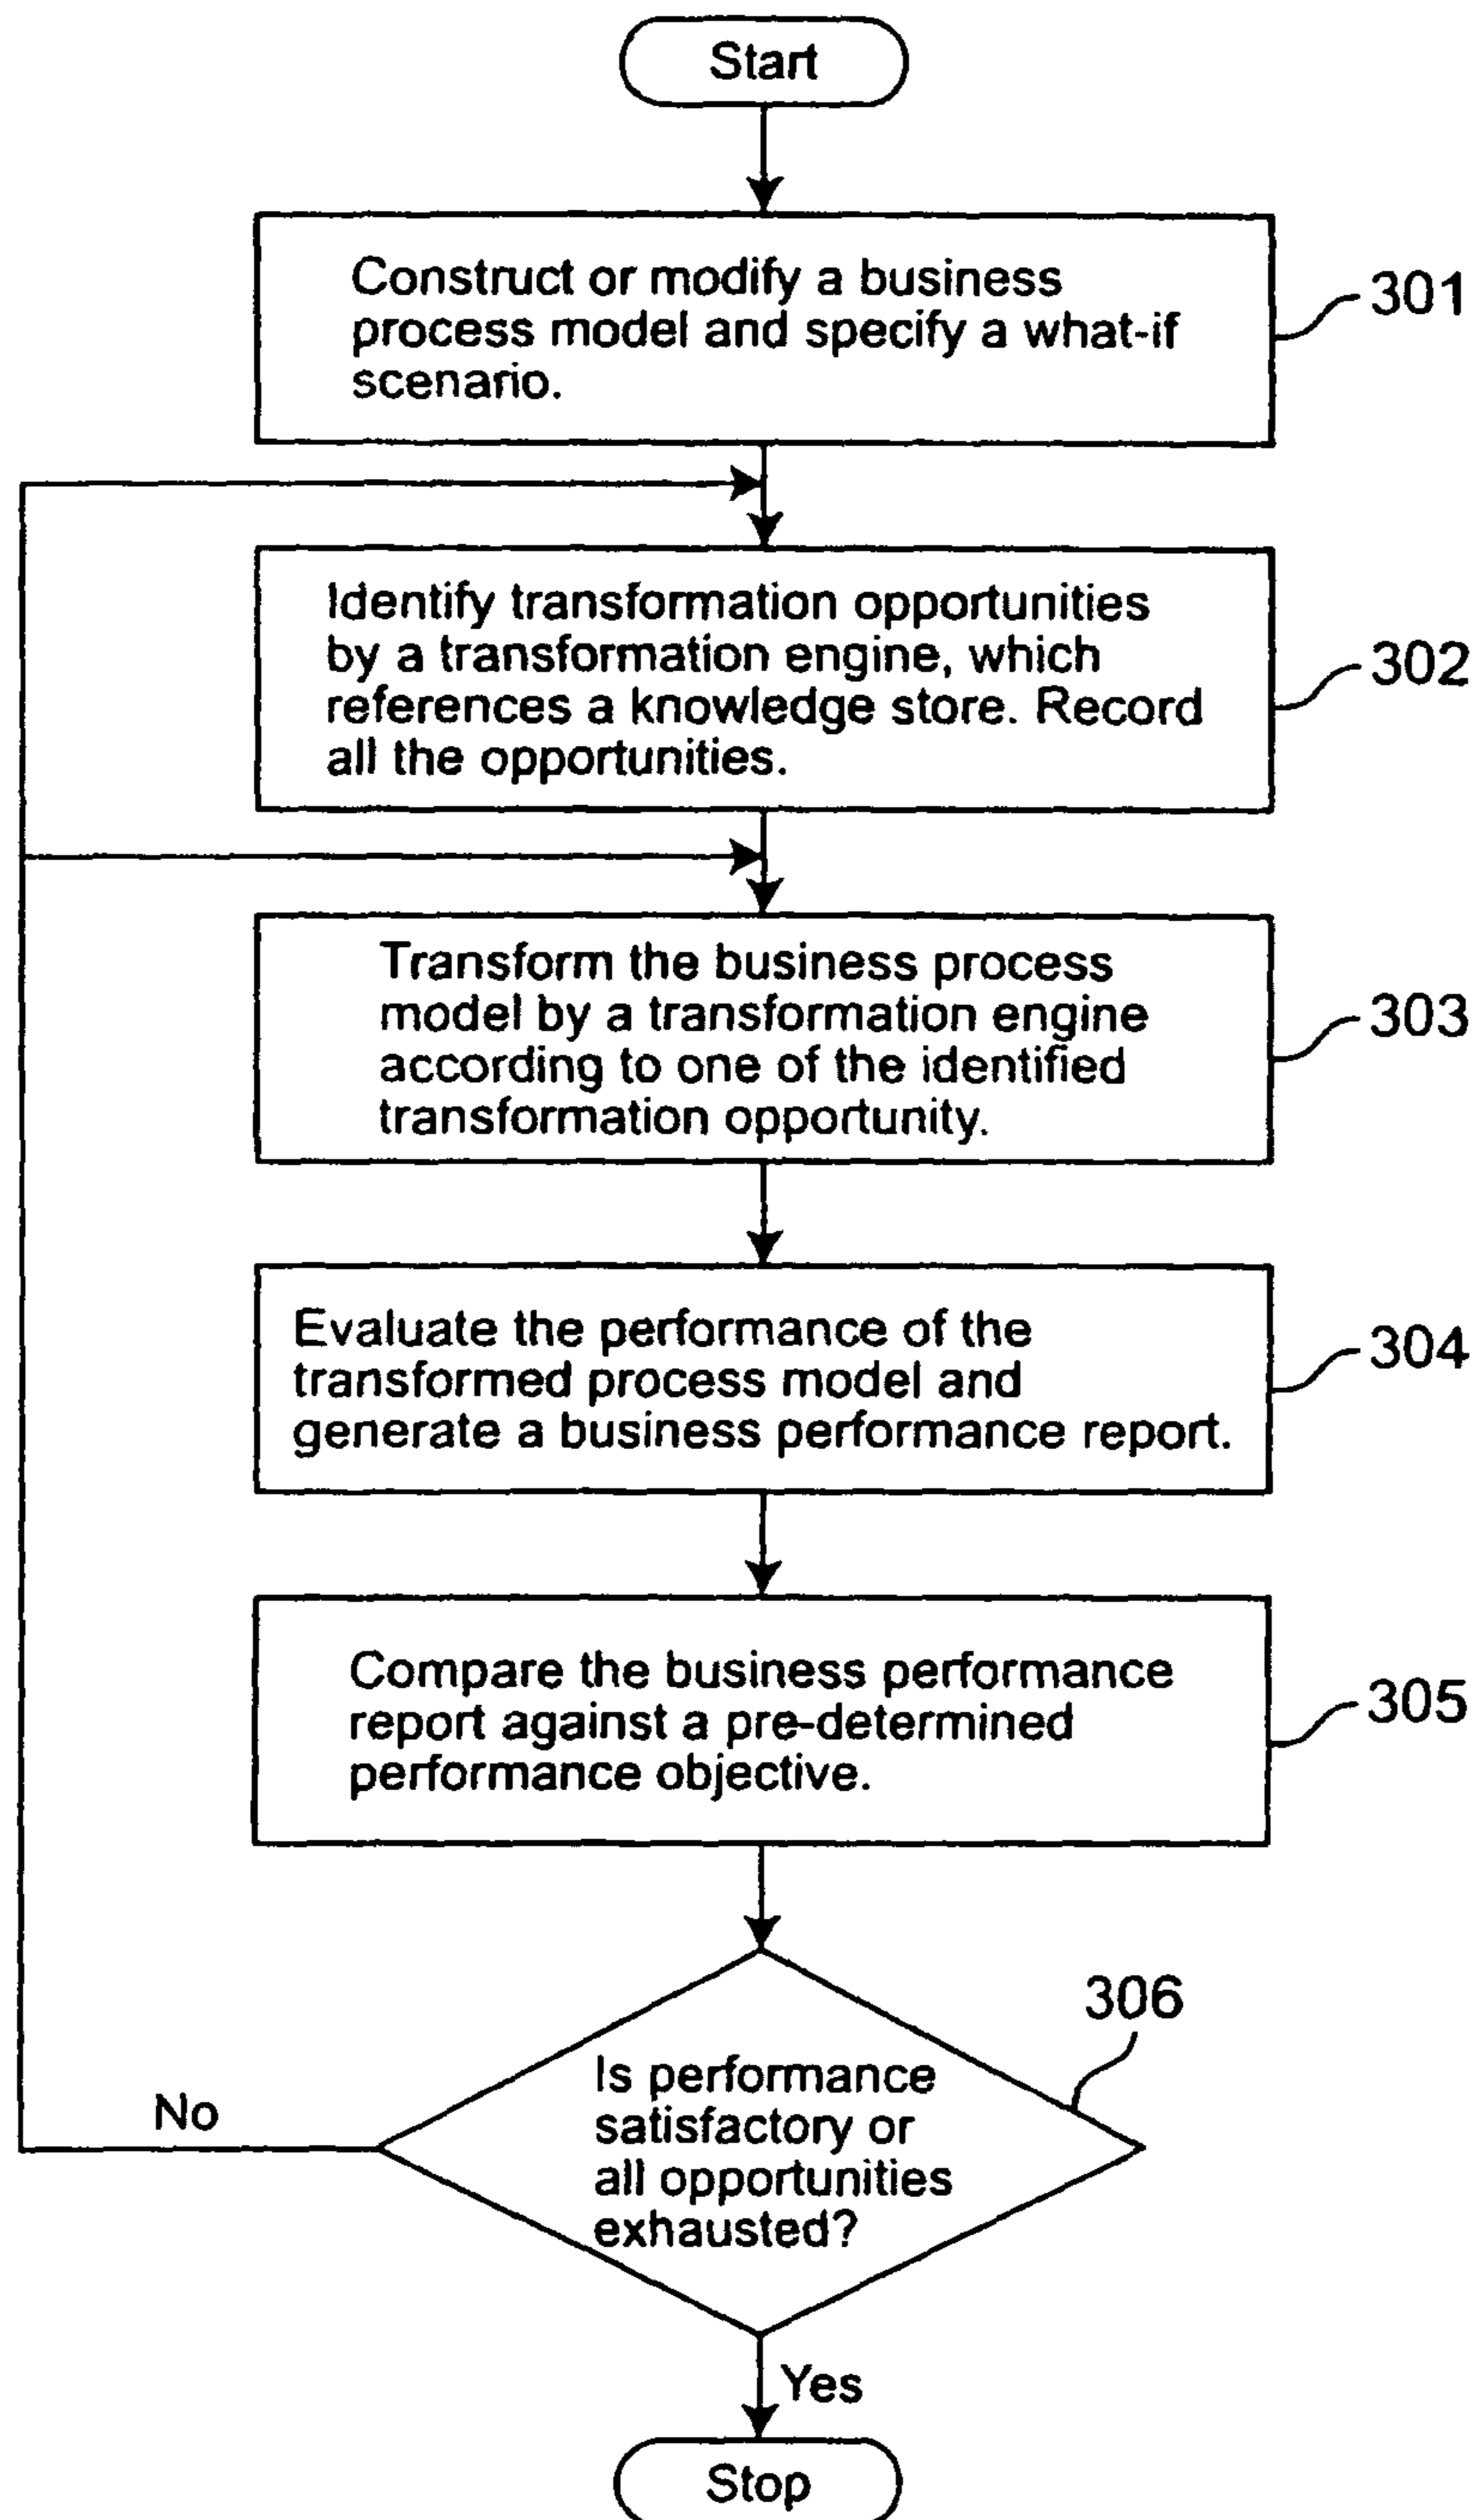 Start
Construct or modify a business
process model and specify a what-if
scenario.
301
Identify transformation opportunities
by a transformation engine, which
references a knowledge store. Record
all the opportunities.
302
Transform the business process
model by a transformation engine
according to one of the identified
transformation opportunity.
303
Evaluate the performance of the
transformed process model and
generate a business performance report.
304
Compare the business performance
report against a pre-determined
performance objective.
305
306
Is performance
satisfactory or
all opportunities
exhausted?
No
Yes
Stop